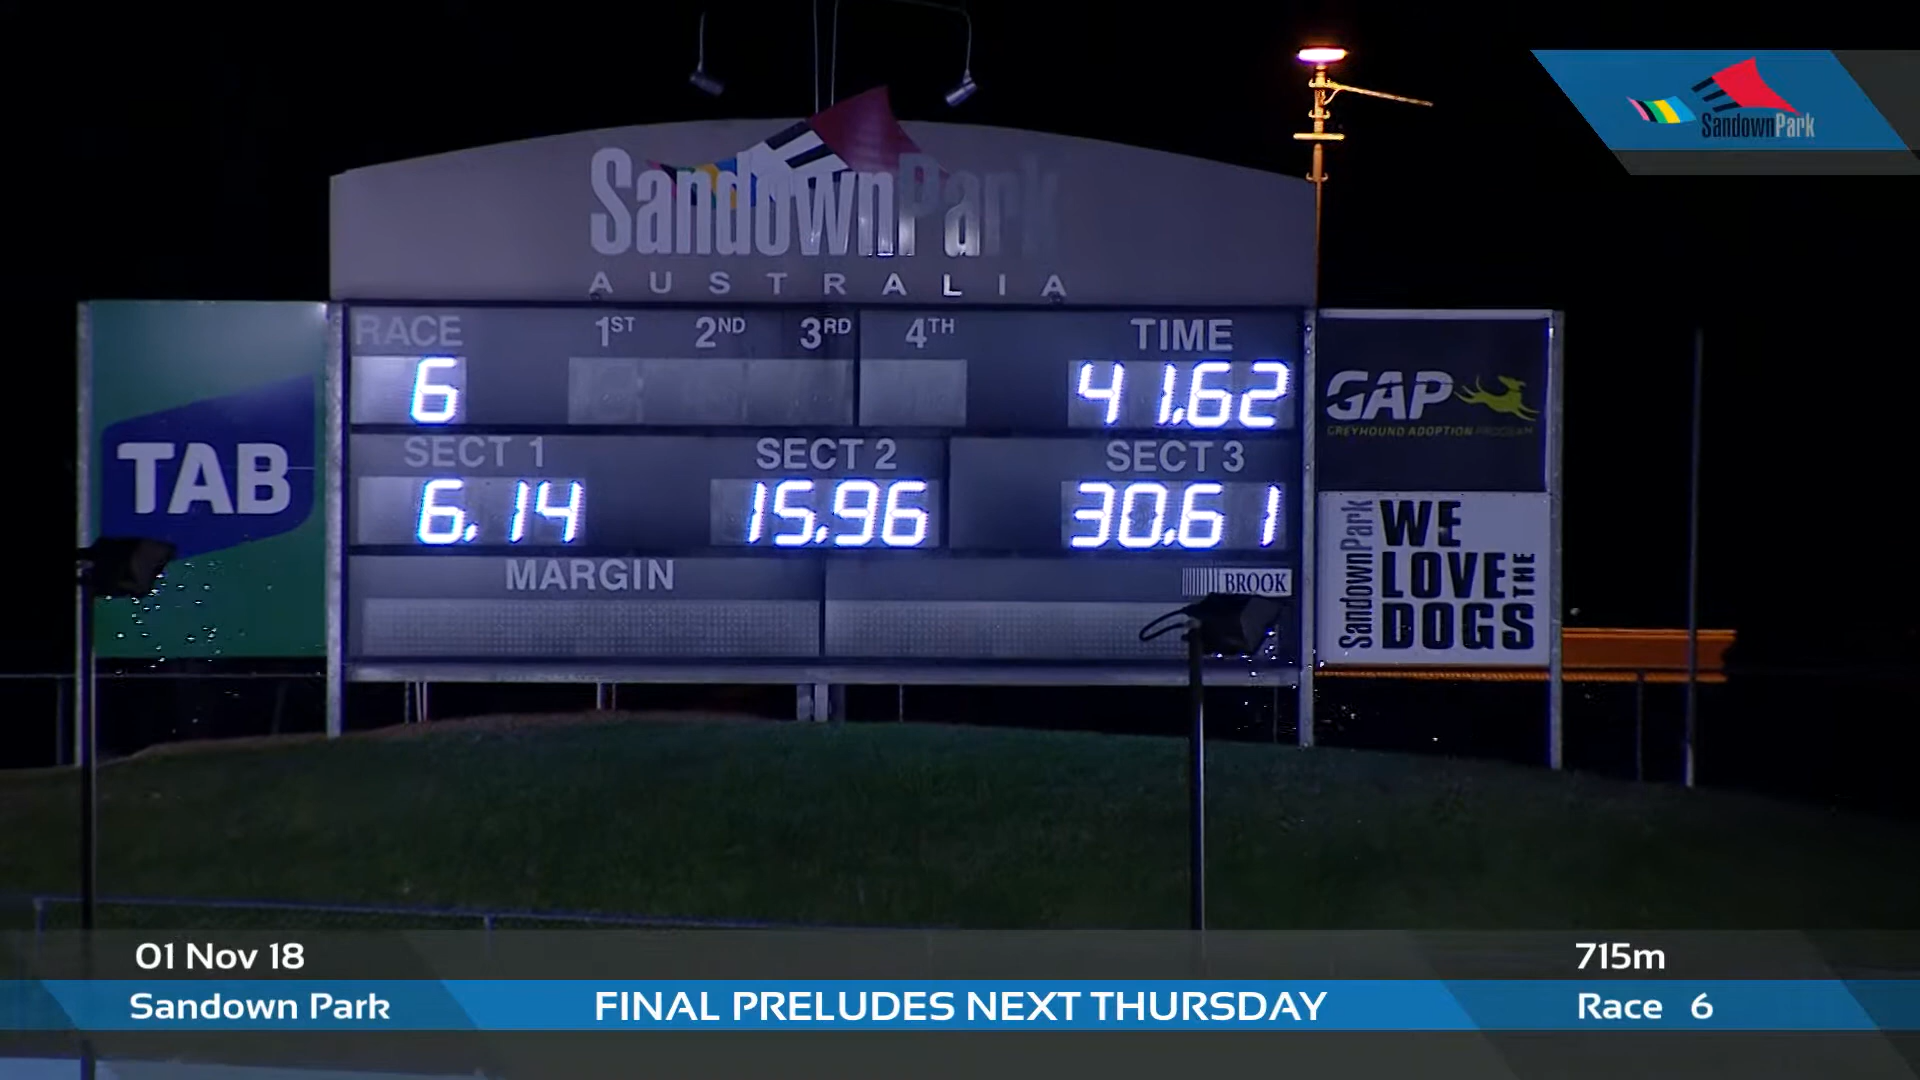 SandownPark
SandownPark
AUSTRALIA
RACE 1ST 2ND 3RD 4TH TIME
6 41.62
SECT 1 SECT 2 SECT 3
6.14 15.96 30.61
MARGIN
BROOK
TAB
GAP
GREYHOUND ADOPTION PROGRAM
SandownPark
WE
LOVE THE
DOGS
01 Nov 18
715m
Sandown Park
FINAL PRELUDES NEXT THURSDAY
Race 6